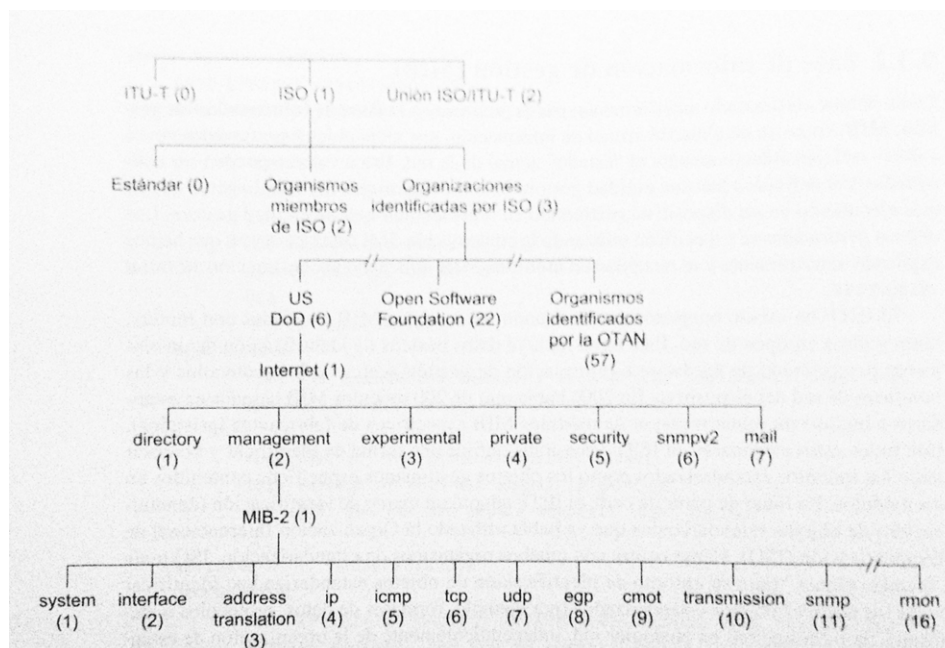 ITU-T (0) ISO (1) Unión ISO/ITU-T (2)
Estándar (0) Organismos Organizaciones
miembros identificadas por ISO (3)
de ISO (2)
US Open Software Organismos
DoD (6) Foundation (22) identificados
por la OTAN
(57)
Internet (1)
directory management experimental private security snmpv2 mail
(1) (2) (3) (4) (5) (6) (7)
MIB-2 (1)
system interface address ip icmp tcp udp egp cmot transmission snmp rmon
(1) (2) translation (4) (5) (6) (7) (8) (9) (10) (11) (16)
(3)